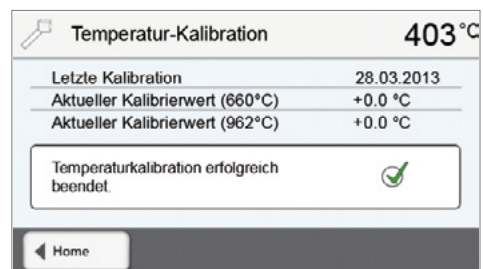 Temperatur-Kalibration 403°C
Letzte Kalibration 28.03.2013
Aktueller Kalibrierwert (660°C) +0.0 °C
Aktueller Kalibrierwert (962°C) +0.0 °C
Temperaturkalibration erfolgreich
beendet.
Home